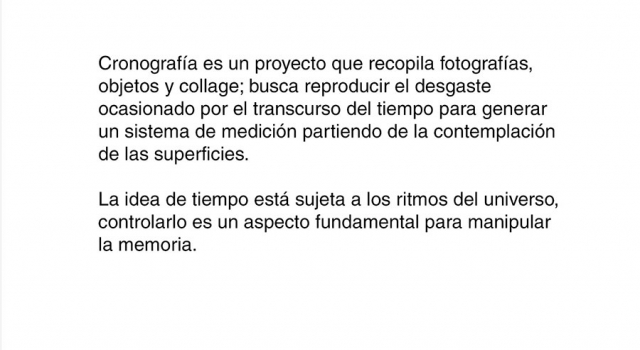 Cronografía es un proyecto que recopila fotografías,
objetos y collage; busca reproducir el desgaste
ocasionado por el transcurso del tiempo para generar
un sistema de medición partiendo de la contemplación
de las superficies.
La idea de tiempo está sujeta a los ritmos del universo,
controlarlo es un aspecto fundamental para manipular
la memoria.